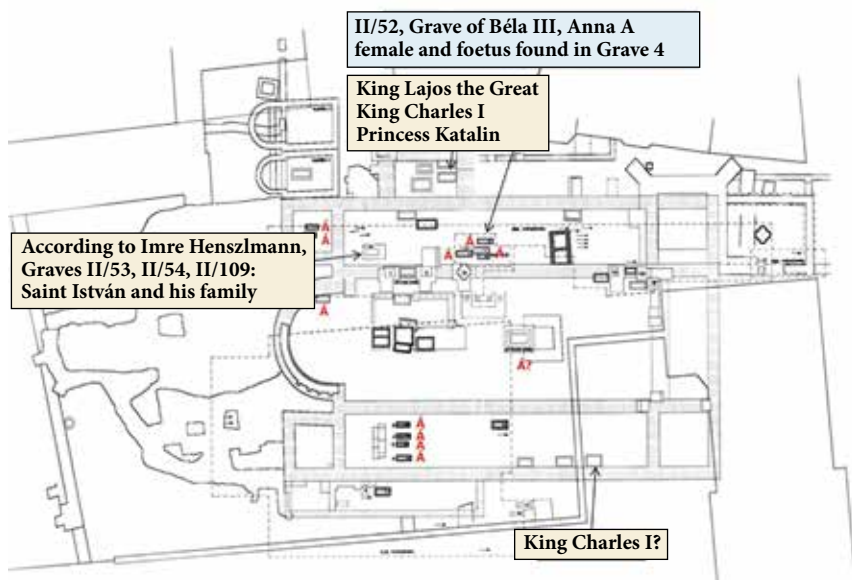 II/52, Grave of Béla III, Anna A
female and foetus found in Grave 4
King Lajos the Great
King Charles I
Princess Katalin
Á
Á
Á
Á
Á
According to Imre Henszlmann,
Graves II/53, II/54, II/109:
Saint István and his family
Á
Á?
Á
Á
Á
Á
King Charles I?